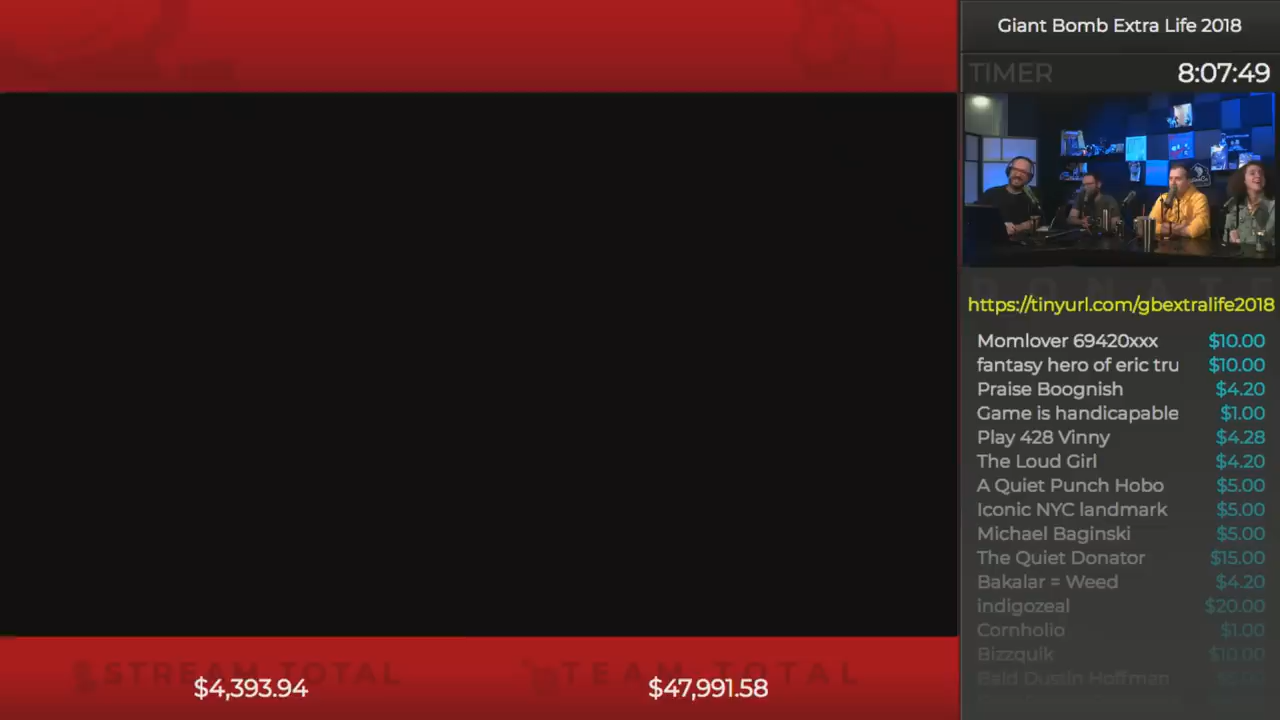 Giant Bomb Extra Life 2018
TIMER 8:07:49
DONATE
https://tinyurl.com/gbextralife2018
Momlover 69420xxx $10.00
fantasy hero of eric tru $10.00
Praise Boognish $4.20
Game is handicapable $1.00
Play 428 Vinny $4.28
The Loud Girl $4.20
A Quiet Punch Hobo $5.00
Iconic NYC landmark $5.00
Michael Baginski $5.00
The Quiet Donator $15.00
Bakalar = Weed $4.20
indigozeal $20.00
Cornholio $1.00
Bizzquik $10.00
Bald Dustin Hoffman
STREAM TOTAL
$4,393.94
TEAM TOTAL
$47,991.58